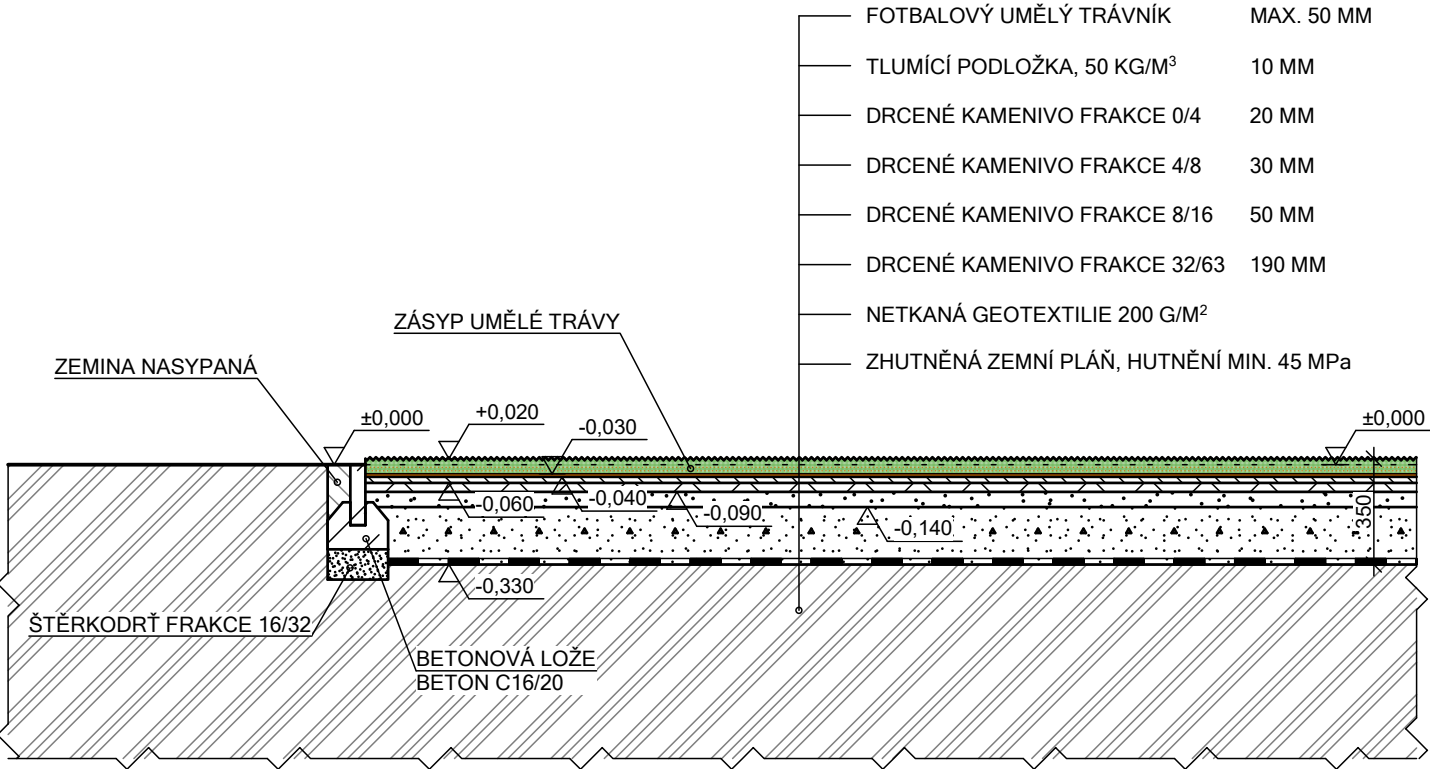 FOTBALOVÝ UMĚLÝ TRÁVNÍK MAX. 50 MM
TLUMÍCÍ PODLOŽKA, 50 KG/M³ 10 MM
DRCENÉ KAMENIVO FRAKCE 0/4 20 MM
DRCENÉ KAMENIVO FRAKCE 4/8 30 MM
DRCENÉ KAMENIVO FRAKCE 8/16 50 MM
DRCENÉ KAMENIVO FRAKCE 32/63 190 MM
NETKANÁ GEOTEXTILIE 200 G/M²
ZHUTNĚNÁ ZEMNÍ PLÁŇ, HUTNĚNÍ MIN. 45 MPa
ZÁSYP UMĚLÉ TRÁVY
ZEMINA NASYPANÁ
±0,000
+0,020
-0,030
±0,000
-0,060
-0,040
-0,090
-0,140
350
-0,330
ŠTĚRKODRŤ FRAKCE 16/32
BETONOVÁ LOŽE
BETON C16/20